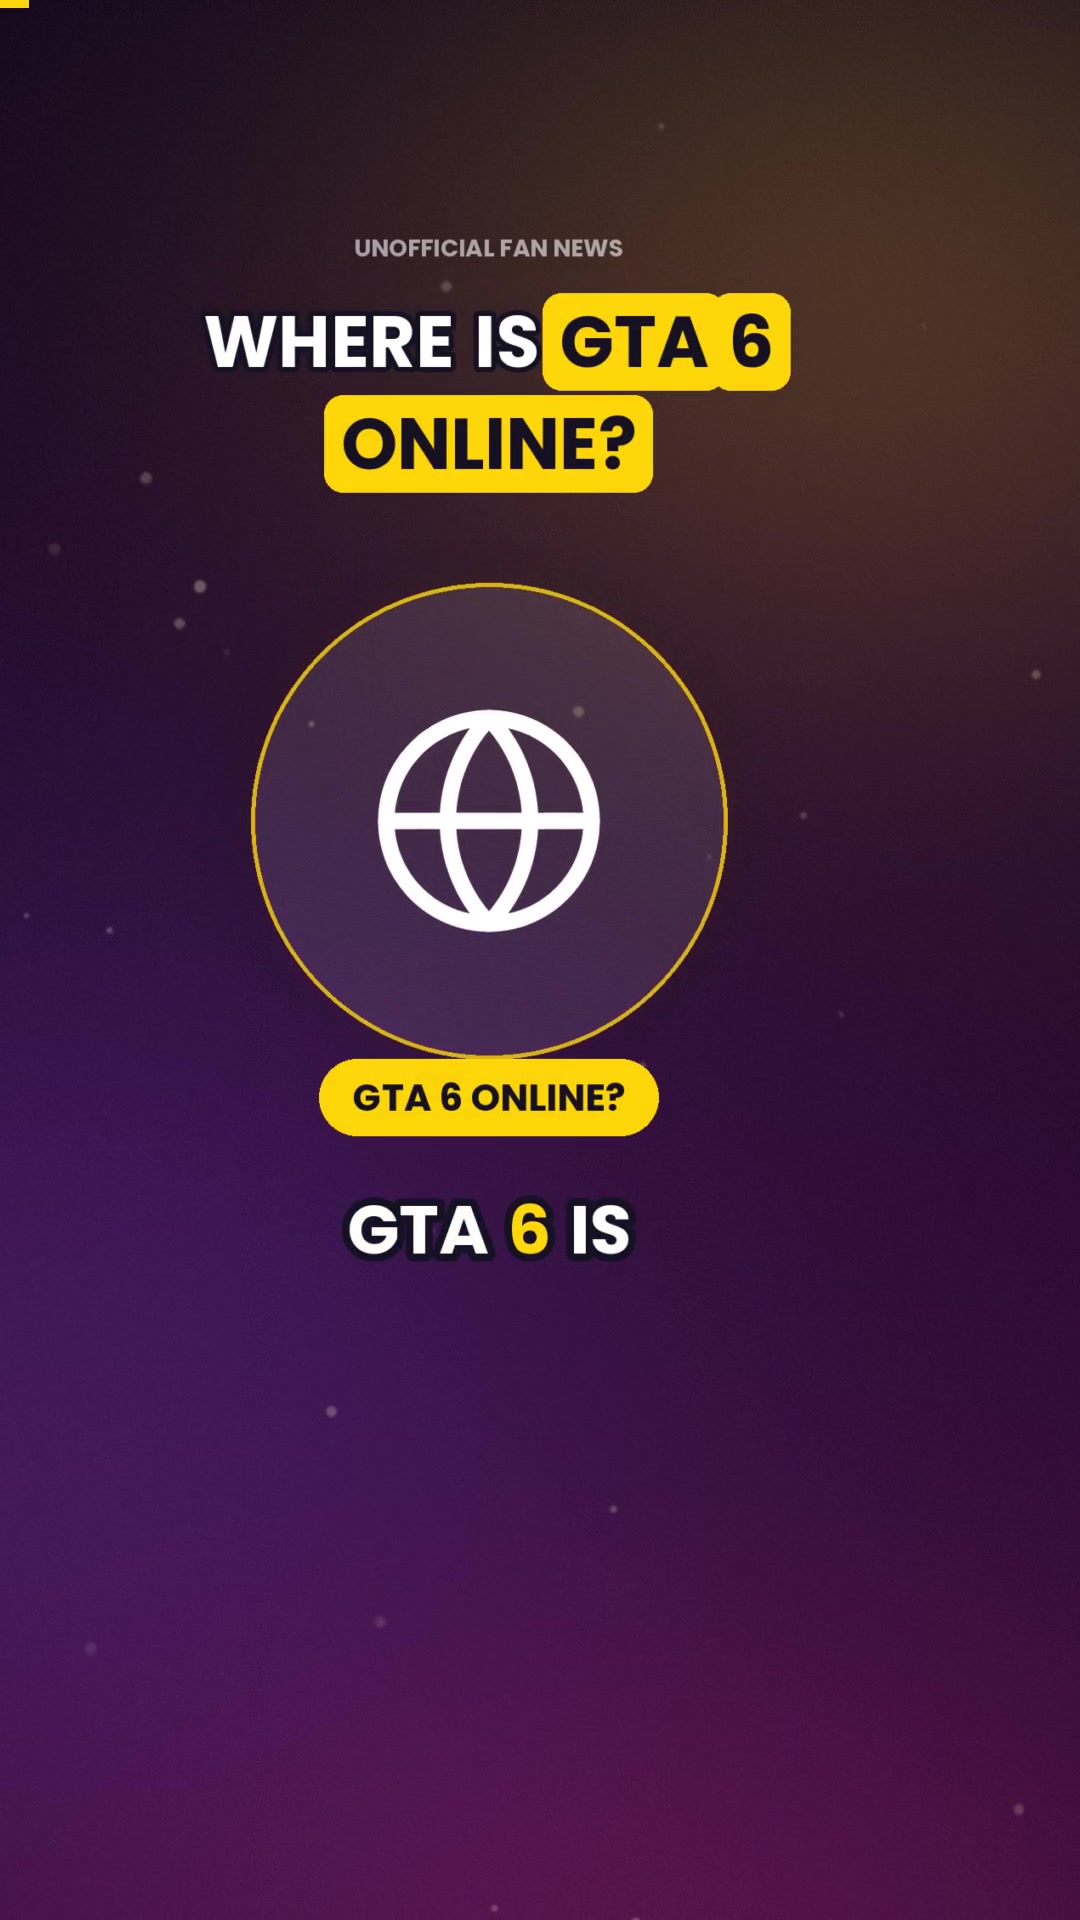 UNOFFICIAL FAN NEWS
WHERE IS GTA 6
ONLINE?
GTA 6 ONLINE?
GTA 6 IS